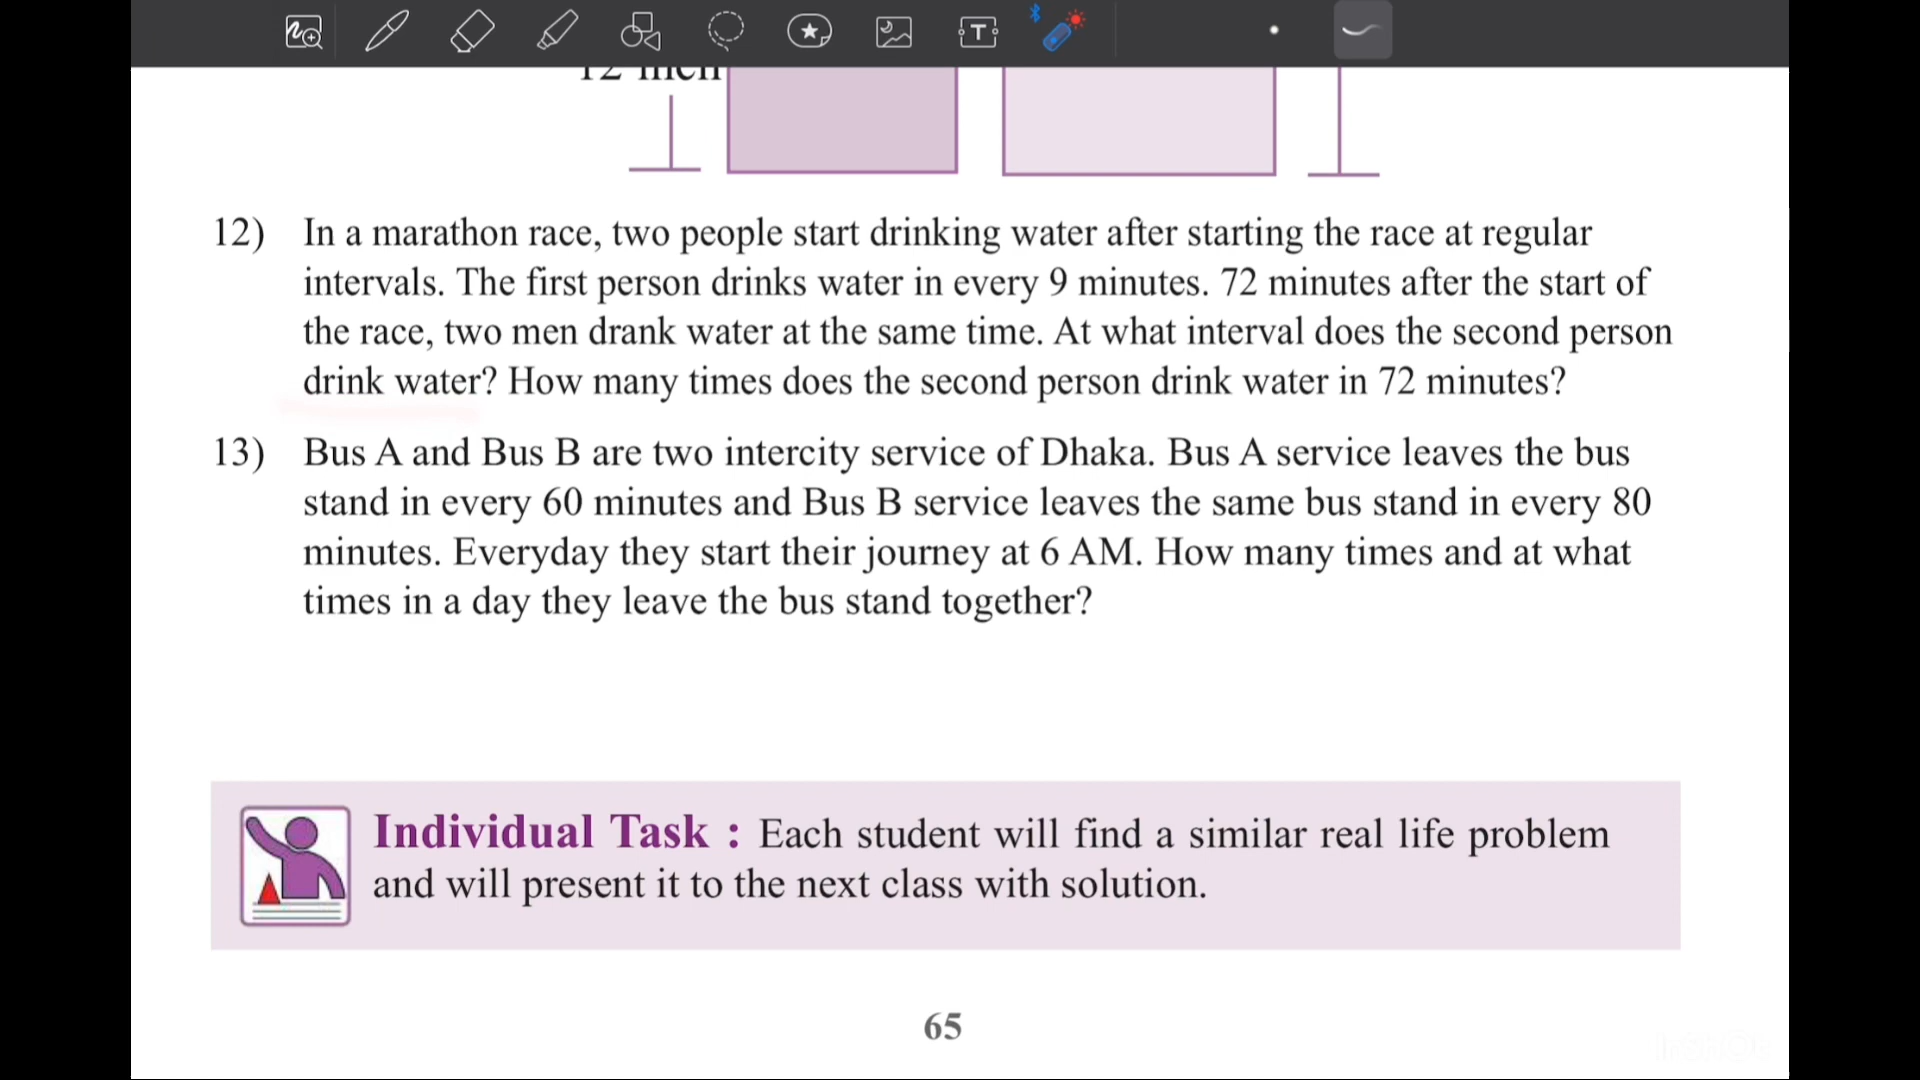 12 men
12) In a marathon race, two people start drinking water after starting the race at regular
intervals. The first person drinks water in every 9 minutes. 72 minutes after the start of
the race, two men drank water at the same time. At what interval does the second person
drink water? How many times does the second person drink water in 72 minutes?
13) Bus A and Bus B are two intercity service of Dhaka. Bus A service leaves the bus
stand in every 60 minutes and Bus B service leaves the same bus stand in every 80
minutes. Everyday they start their journey at 6 AM. How many times and at what
times in a day they leave the bus stand together?
Individual Task : Each student will find a similar real life problem
and will present it to the next class with solution.
65